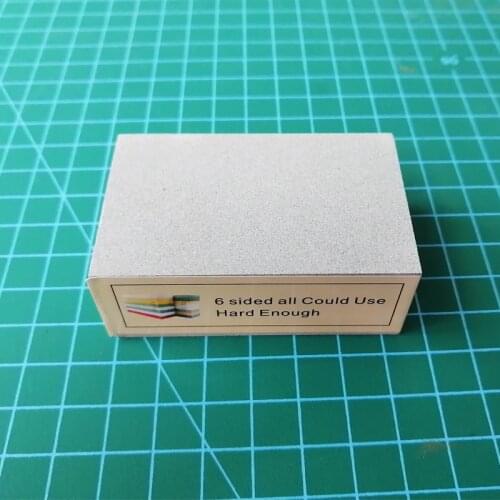 6 sided all Could Use
Hard Enough